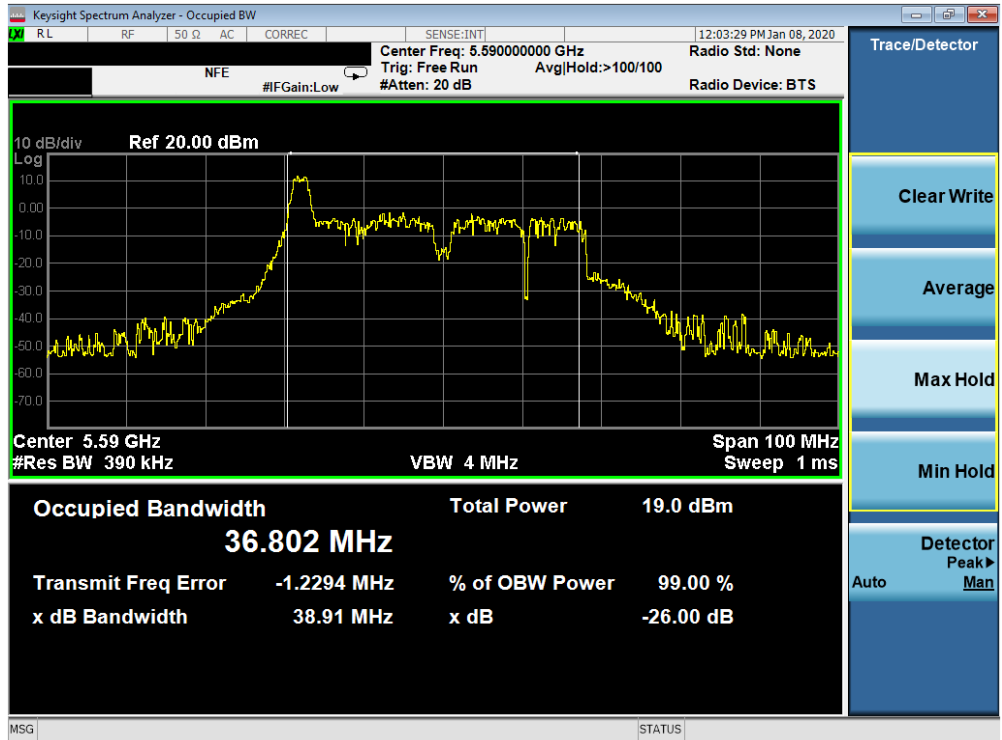 Keysight Spectrum Analyzer - Occupied BW
LXI RL RF 50 Ω AC CORREC SENSE:INT 12:03:29 PM Jan 08, 2020
Center Freq: 5.590000000 GHz Radio Std: None
NFE Trig: Free Run Avg|Hold:>100/100
#IFGain:Low #Atten: 20 dB Radio Device: BTS
10 dB/div Ref 20.00 dBm
Log
10.0
0.00
-10.0
-20.0
-30.0
-40.0
-50.0
-60.0
-70.0
Center 5.59 GHz Span 100 MHz
#Res BW 390 kHz VBW 4 MHz Sweep 1 ms
Occupied Bandwidth Total Power 19.0 dBm
36.802 MHz
Transmit Freq Error -1.2294 MHz % of OBW Power 99.00 %
x dB Bandwidth 38.91 MHz x dB -26.00 dB
Trace/Detector
Clear Write
Average
Max Hold
Min Hold
Detector
Peak▶
Auto Man
MSG STATUS